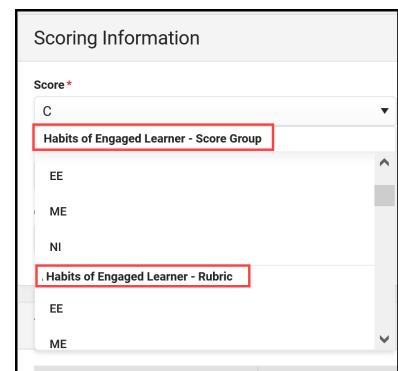 Scoring Information
Score *
C
Habits of Engaged Learner - Score Group
EE
ME
NI
Habits of Engaged Learner - Rubric
EE
ME